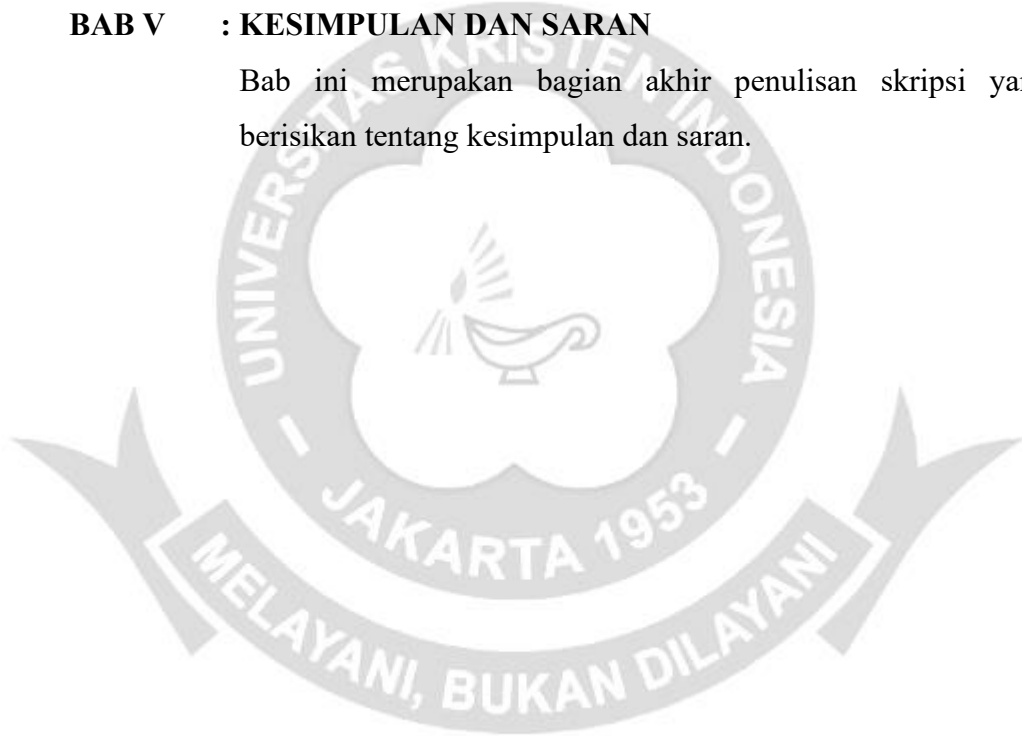 BAB V : KESIMPULAN DAN SARAN
Bab ini merupakan bagian akhir penulisan skripsi
berisikan tentang kesimpulan dan saran.
UNIVERSITAS KRISTEN INDONESIA
- JAKARTA 1953 -
MELAYANI, BUKAN DILAYANI